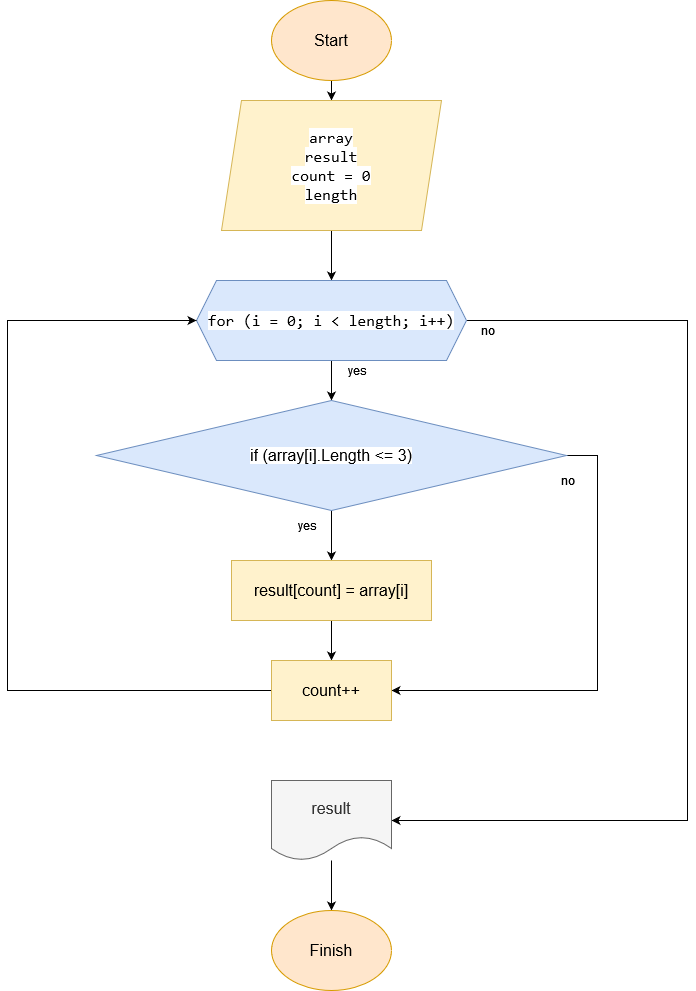 Start
array
result
count = 0
length
for (i = 0; i < length; i++)
no
yes
if (array[i].Length <= 3)
no
yes
result[count] = array[i]
count++
result
Finish